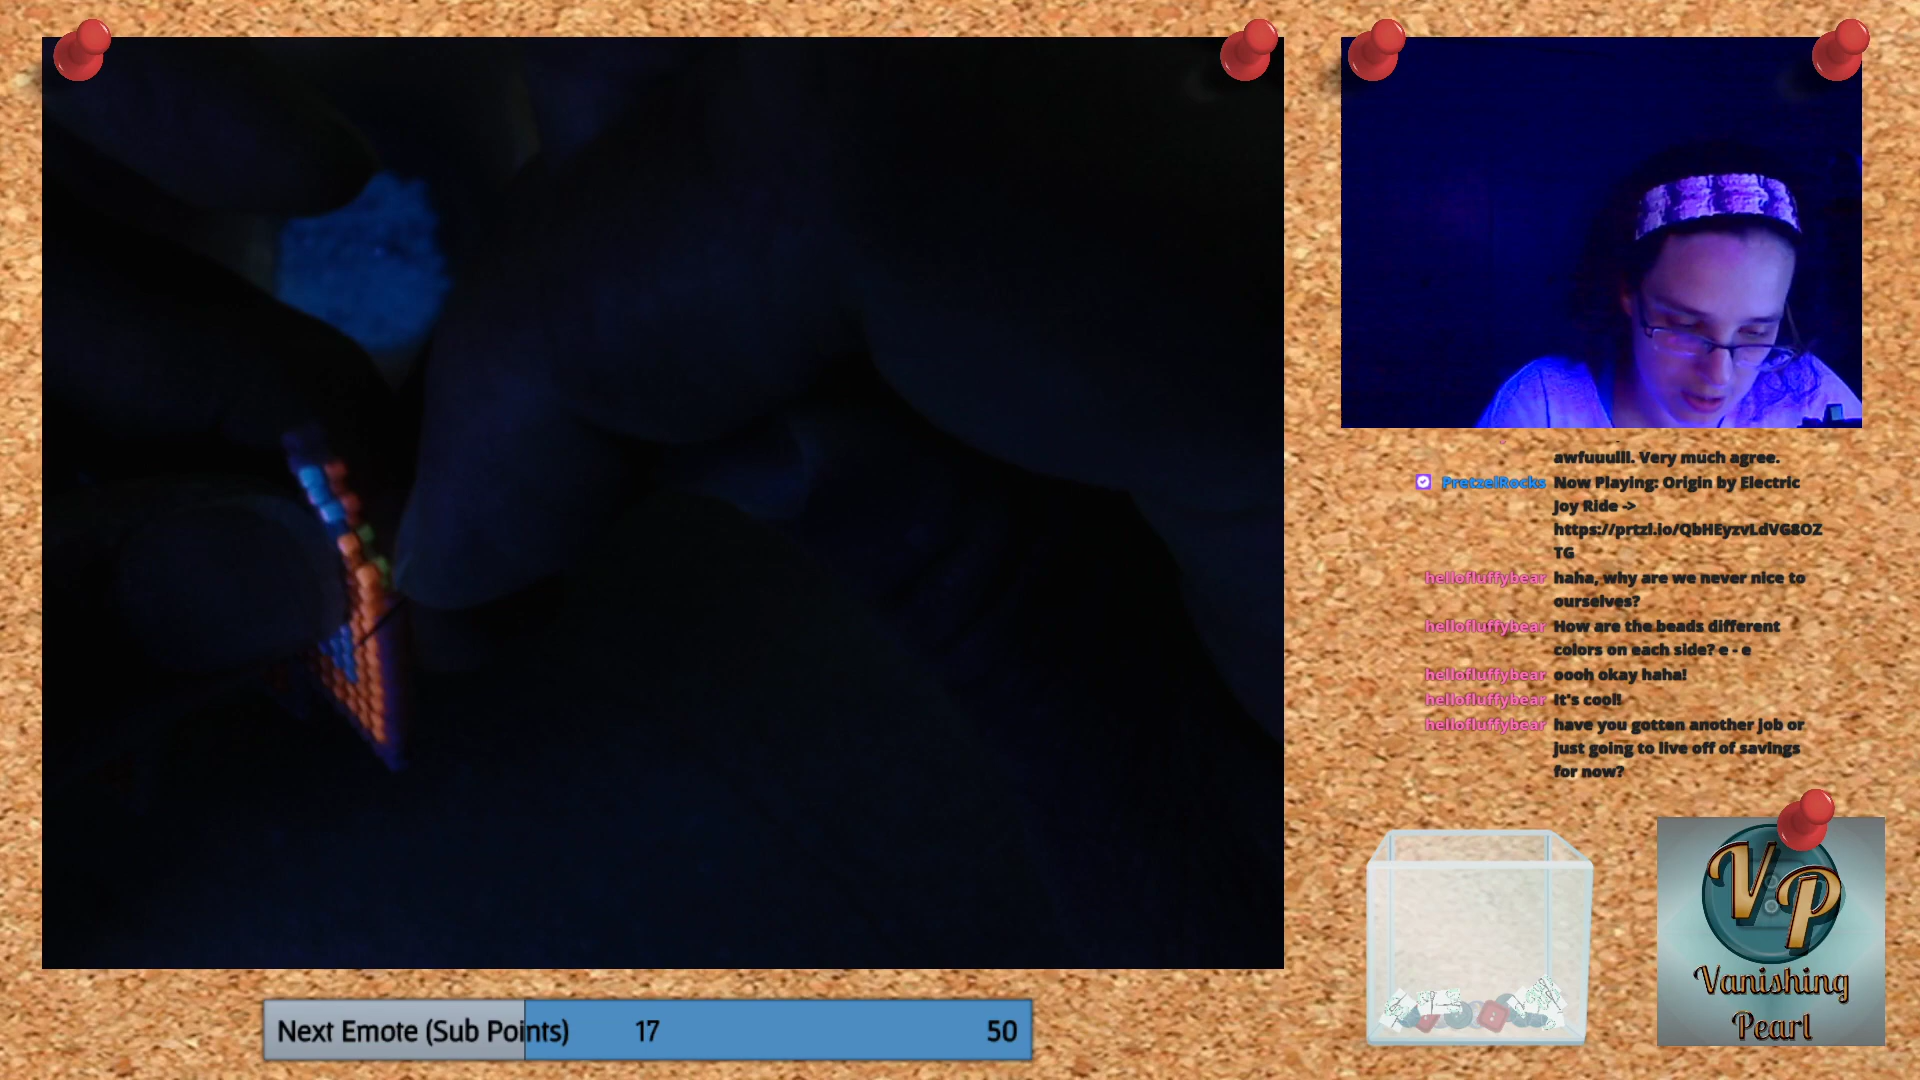 awfuuulll. Very much agree.
PretzelRocks Now Playing: Origin by Electric
Joy Ride ->
https://prtzl.io/QbHEyzvLdVG8OZ
TG
hellofluffybear haha, why are we never nice to
ourselves?
hellofluffybear How are the beads different
colors on each side? e - e
hellofluffybear oooh okay haha!
hellofluffybear It's cool!
hellofluffybear have you gotten another job or
just going to live off of savings
for now?
VP
Vanishing
Pearl
Next Emote (Sub Points) 17 50